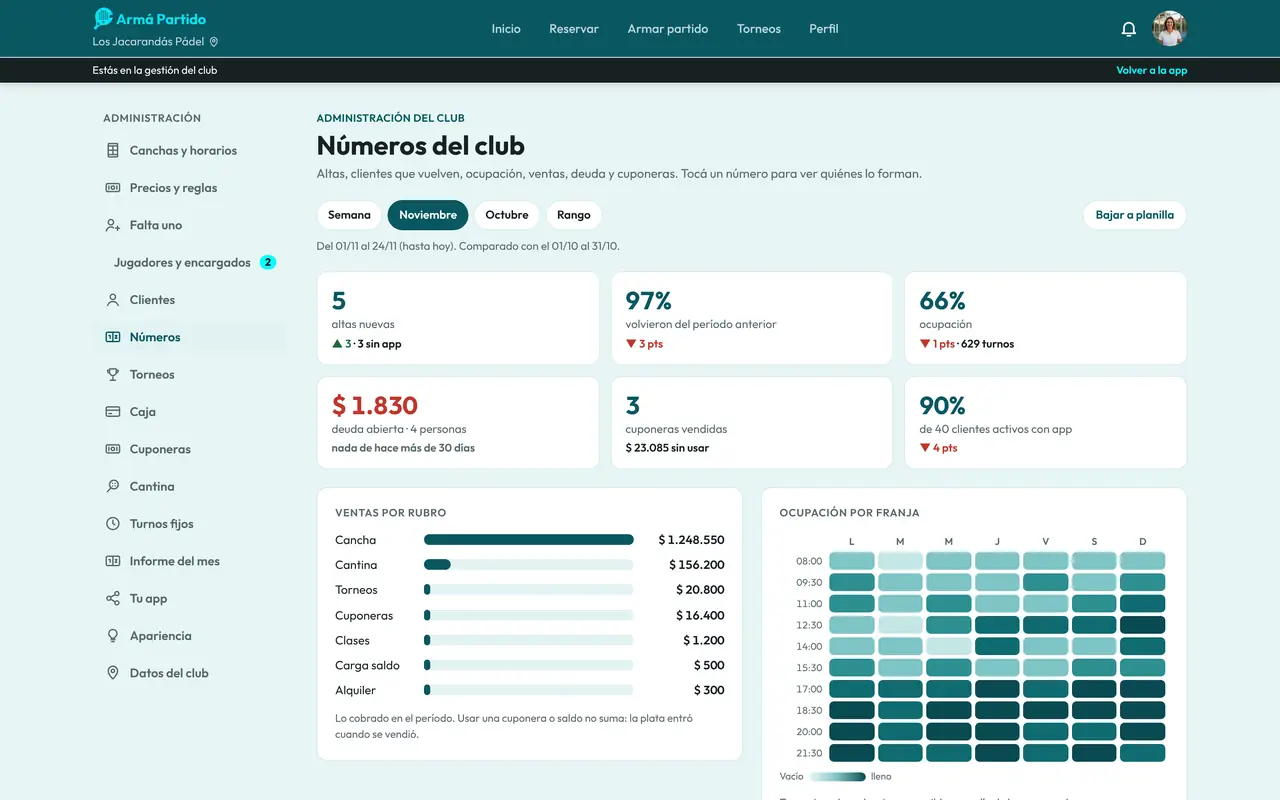 Armá Partido
Los Jacarandás Pádel
Inicio
Reservar
Armar partido
Torneos
Perfil
Estás en la gestión del club
Volver a la app
ADMINISTRACIÓN
Canchas y horarios
Precios y reglas
Falta uno
Jugadores y encargados 2
Clientes
Números
Torneos
Caja
Cuponeras
Cantina
Turnos fijos
Informe del mes
Tu app
Apariencia
Datos del club
ADMINISTRACIÓN DEL CLUB
Números del club
Altas, clientes que vuelven, ocupación, ventas, deuda y cuponeras. Tocá un número para ver quiénes lo forman.
Semana
Noviembre
Octubre
Rango
Bajar a planilla
Del 01/11 al 24/11 (hasta hoy). Comparado con el 01/10 al 31/10.
5
altas nuevas
▲ 3 · 3 sin app
97%
volvieron del período anterior
▼ 3 pts
66%
ocupación
▼ 1 pts · 629 turnos
$ 1.830
deuda abierta · 4 personas
nada de hace más de 30 días
3
cuponeras vendidas
$ 23.085 sin usar
90%
de 40 clientes activos con app
▼ 4 pts
VENTAS POR RUBRO
Cancha $ 1.248.550
Cantina $ 156.200
Torneos $ 20.800
Cuponeras $ 16.400
Clases $ 1.200
Carga saldo $ 500
Alquiler $ 300
Lo cobrado en el período. Usar una cuponera o saldo no suma: la plata entró
cuando se vendió.
OCUPACIÓN POR FRANJA
L M M J V S D
08:00
09:30
11:00
12:30
14:00
15:30
17:00
18:30
20:00
21:30
Vacío lleno